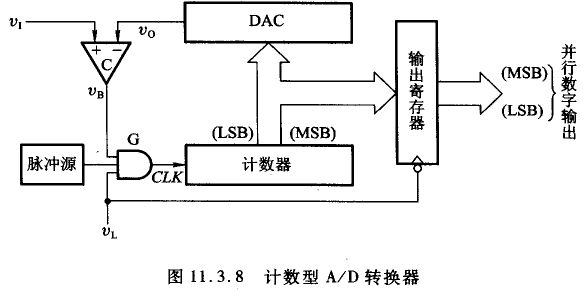 v_I
v_O
DAC
+ −
C
v_B
G
脉冲源
CLK
(LSB) (MSB)
计数器
输出寄存器
(MSB)
(LSB)
并行数字输出
v_L
图 11.3.8 计数型 A/D 转换器